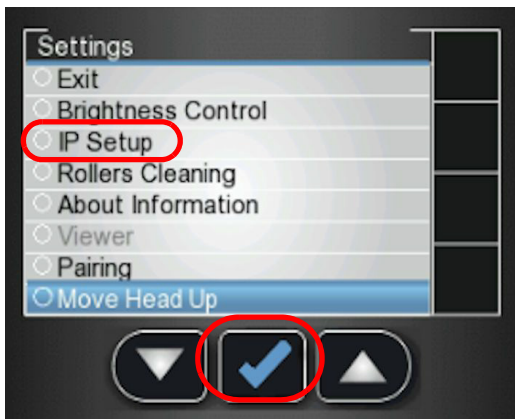 Settings
Exit
Brightness Control
IP Setup
Rollers Cleaning
About Information
Viewer
Pairing
Move Head Up